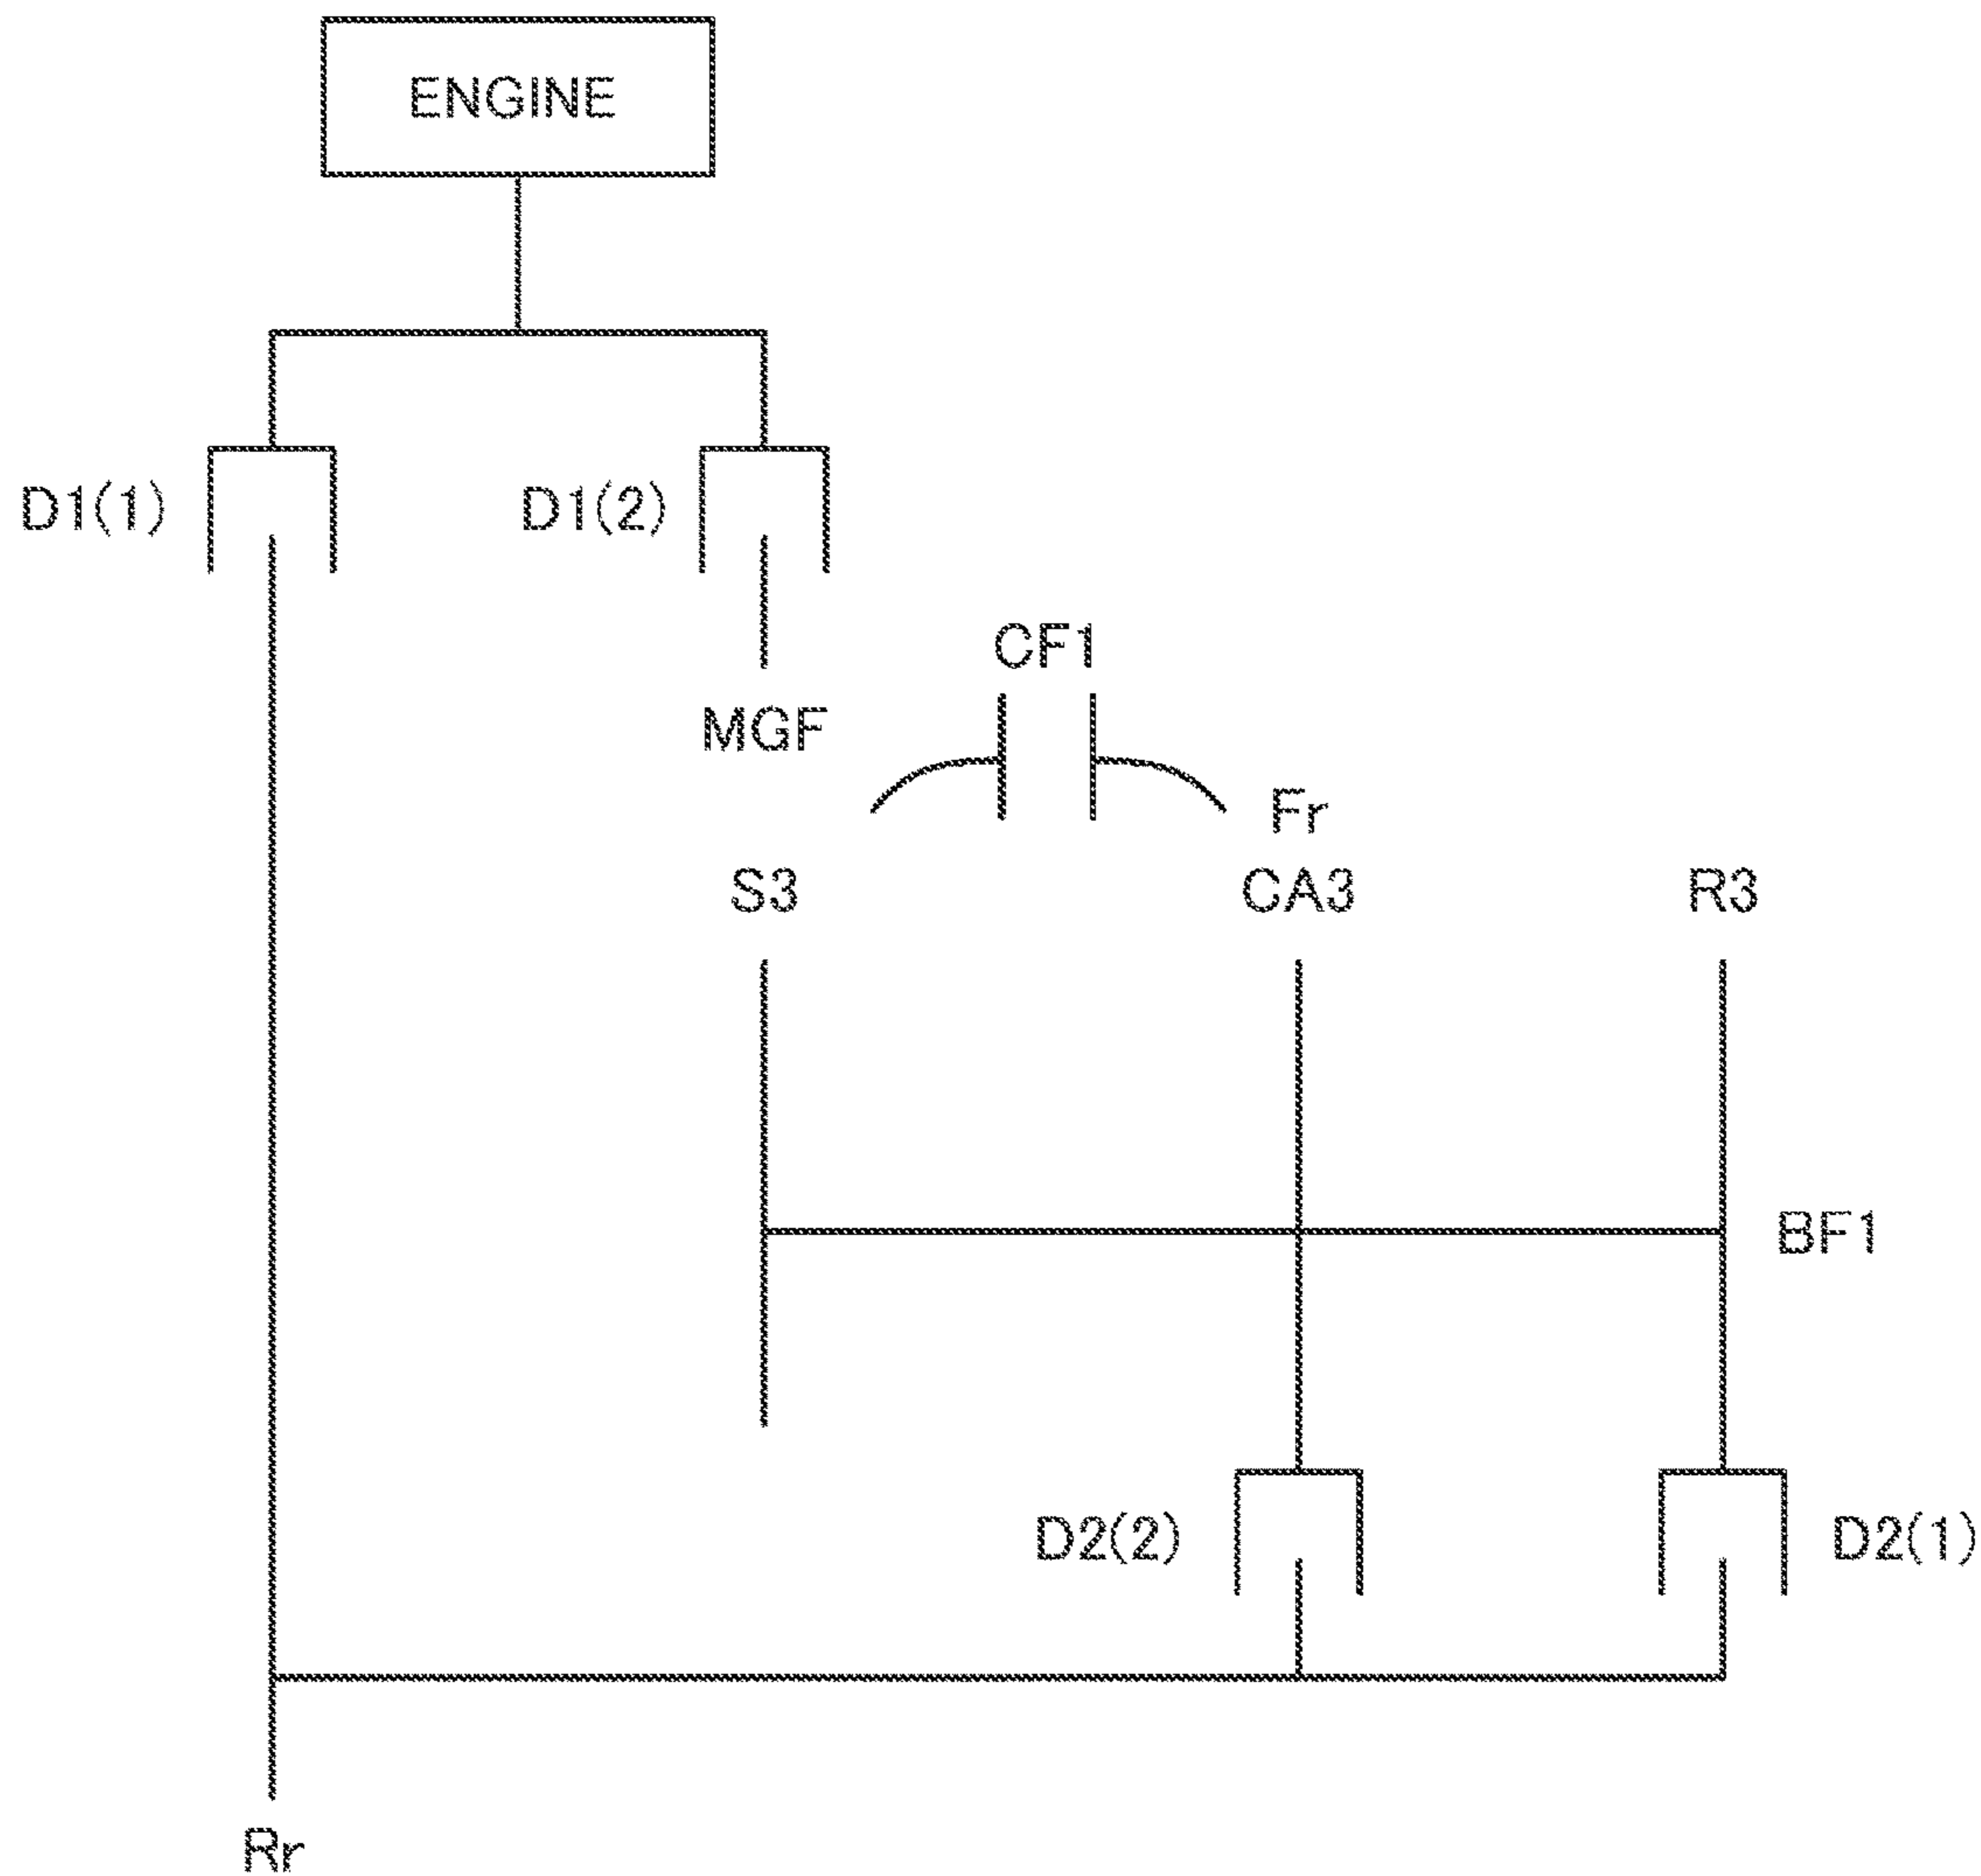 ENGINE
D1(1)
D1(2)
CF1
MGF
Fr
S3
CA3
R3
BF1
D2(2)
D2(1)
Rr